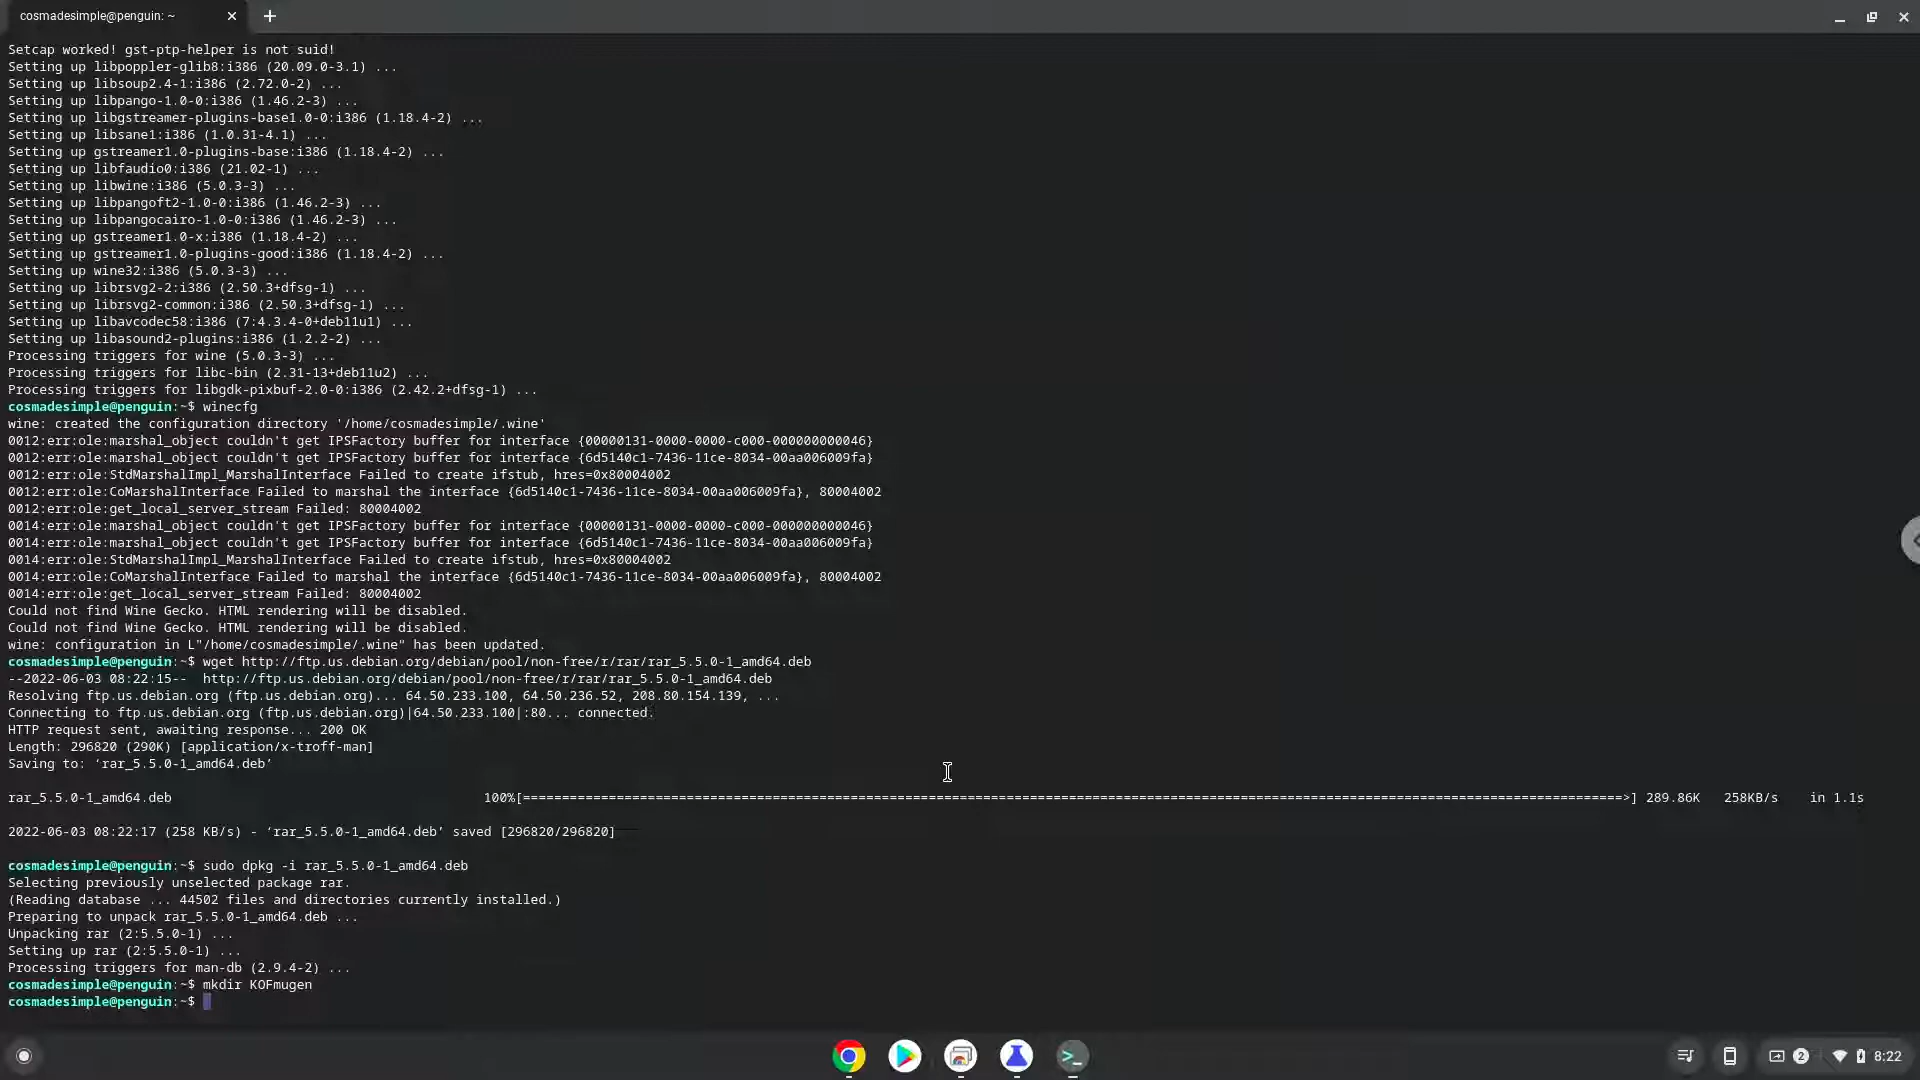 cosmadesimple@penguin: ~
Setcap worked! gst-ptp-helper is not suid!
Setting up libpoppler-glib8:i386 (20.09.0-3.1) ...
Setting up libsoup2.4-1:i386 (2.72.0-2) ...
Setting up libpango-1.0-0:i386 (1.46.2-3) ...
Setting up libgstreamer-plugins-base1.0-0:i386 (1.18.4-2) ...
Setting up libsane1:i386 (1.0.31-4.1) ...
Setting up gstreamer1.0-plugins-base:i386 (1.18.4-2) ...
Setting up libfaudio0:i386 (21.02-1) ...
Setting up libwine:i386 (5.0.3-3) ...
Setting up libpangoft2-1.0-0:i386 (1.46.2-3) ...
Setting up libpangocairo-1.0-0:i386 (1.46.2-3) ...
Setting up gstreamer1.0-x:i386 (1.18.4-2) ...
Setting up gstreamer1.0-plugins-good:i386 (1.18.4-2) ...
Setting up wine32:i386 (5.0.3-3) ...
Setting up librsvg2-2:i386 (2.50.3+dfsg-1) ...
Setting up librsvg2-common:i386 (2.50.3+dfsg-1) ...
Setting up libavcodec58:i386 (7:4.3.4-0+deb11u1) ...
Setting up libasound2-plugins:i386 (1.2.2-2) ...
Processing triggers for wine (5.0.3-3) ...
Processing triggers for libc-bin (2.31-13+deb11u2) ...
Processing triggers for libgdk-pixbuf-2.0-0:i386 (2.42.2+dfsg-1) ...
cosmadesimple@penguin:~$ winecfg
wine: created the configuration directory '/home/cosmadesimple/.wine'
0012:err:ole:marshal_object couldn't get IPSFactory buffer for interface {00000131-0000-0000-c000-000000000046}
0012:err:ole:marshal_object couldn't get IPSFactory buffer for interface {6d5140c1-7436-11ce-8034-00aa006009fa}
0012:err:ole:StdMarshalImpl_MarshalInterface Failed to create ifstub, hres=0x80004002
0012:err:ole:CoMarshalInterface Failed to marshal the interface {6d5140c1-7436-11ce-8034-00aa006009fa}, 80004002
0012:err:ole:get_local_server_stream Failed: 80004002
0014:err:ole:marshal_object couldn't get IPSFactory buffer for interface {00000131-0000-0000-c000-000000000046}
0014:err:ole:marshal_object couldn't get IPSFactory buffer for interface {6d5140c1-7436-11ce-8034-00aa006009fa}
0014:err:ole:StdMarshalImpl_MarshalInterface Failed to create ifstub, hres=0x80004002
0014:err:ole:CoMarshalInterface Failed to marshal the interface {6d5140c1-7436-11ce-8034-00aa006009fa}, 80004002
0014:err:ole:get_local_server_stream Failed: 80004002
Could not find Wine Gecko. HTML rendering will be disabled.
Could not find Wine Gecko. HTML rendering will be disabled.
wine: configuration in L"/home/cosmadesimple/.wine" has been updated.
cosmadesimple@penguin:~$ wget http://ftp.us.debian.org/debian/pool/non-free/r/rar/rar_5.5.0-1_amd64.deb
--2022-06-03 08:22:15--  http://ftp.us.debian.org/debian/pool/non-free/r/rar/rar_5.5.0-1_amd64.deb
Resolving ftp.us.debian.org (ftp.us.debian.org)... 64.50.233.100, 64.50.236.52, 208.80.154.139, ...
Connecting to ftp.us.debian.org (ftp.us.debian.org)|64.50.233.100|:80... connected.
HTTP request sent, awaiting response... 200 OK
Length: 296820 (290K) [application/x-troff-man]
Saving to: ‘rar_5.5.0-1_amd64.deb’
rar_5.5.0-1_amd64.deb 100%[=====================================================>] 289.86K 258KB/s in 1.1s
2022-06-03 08:22:17 (258 KB/s) - ‘rar_5.5.0-1_amd64.deb’ saved [296820/296820]
cosmadesimple@penguin:~$ sudo dpkg -i rar_5.5.0-1_amd64.deb
Selecting previously unselected package rar.
(Reading database ... 44502 files and directories currently installed.)
Preparing to unpack rar_5.5.0-1_amd64.deb ...
Unpacking rar (2:5.5.0-1) ...
Setting up rar (2:5.5.0-1) ...
Processing triggers for man-db (2.9.4-2) ...
cosmadesimple@penguin:~$ mkdir KOFmugen
cosmadesimple@penguin:~$
2 8:22